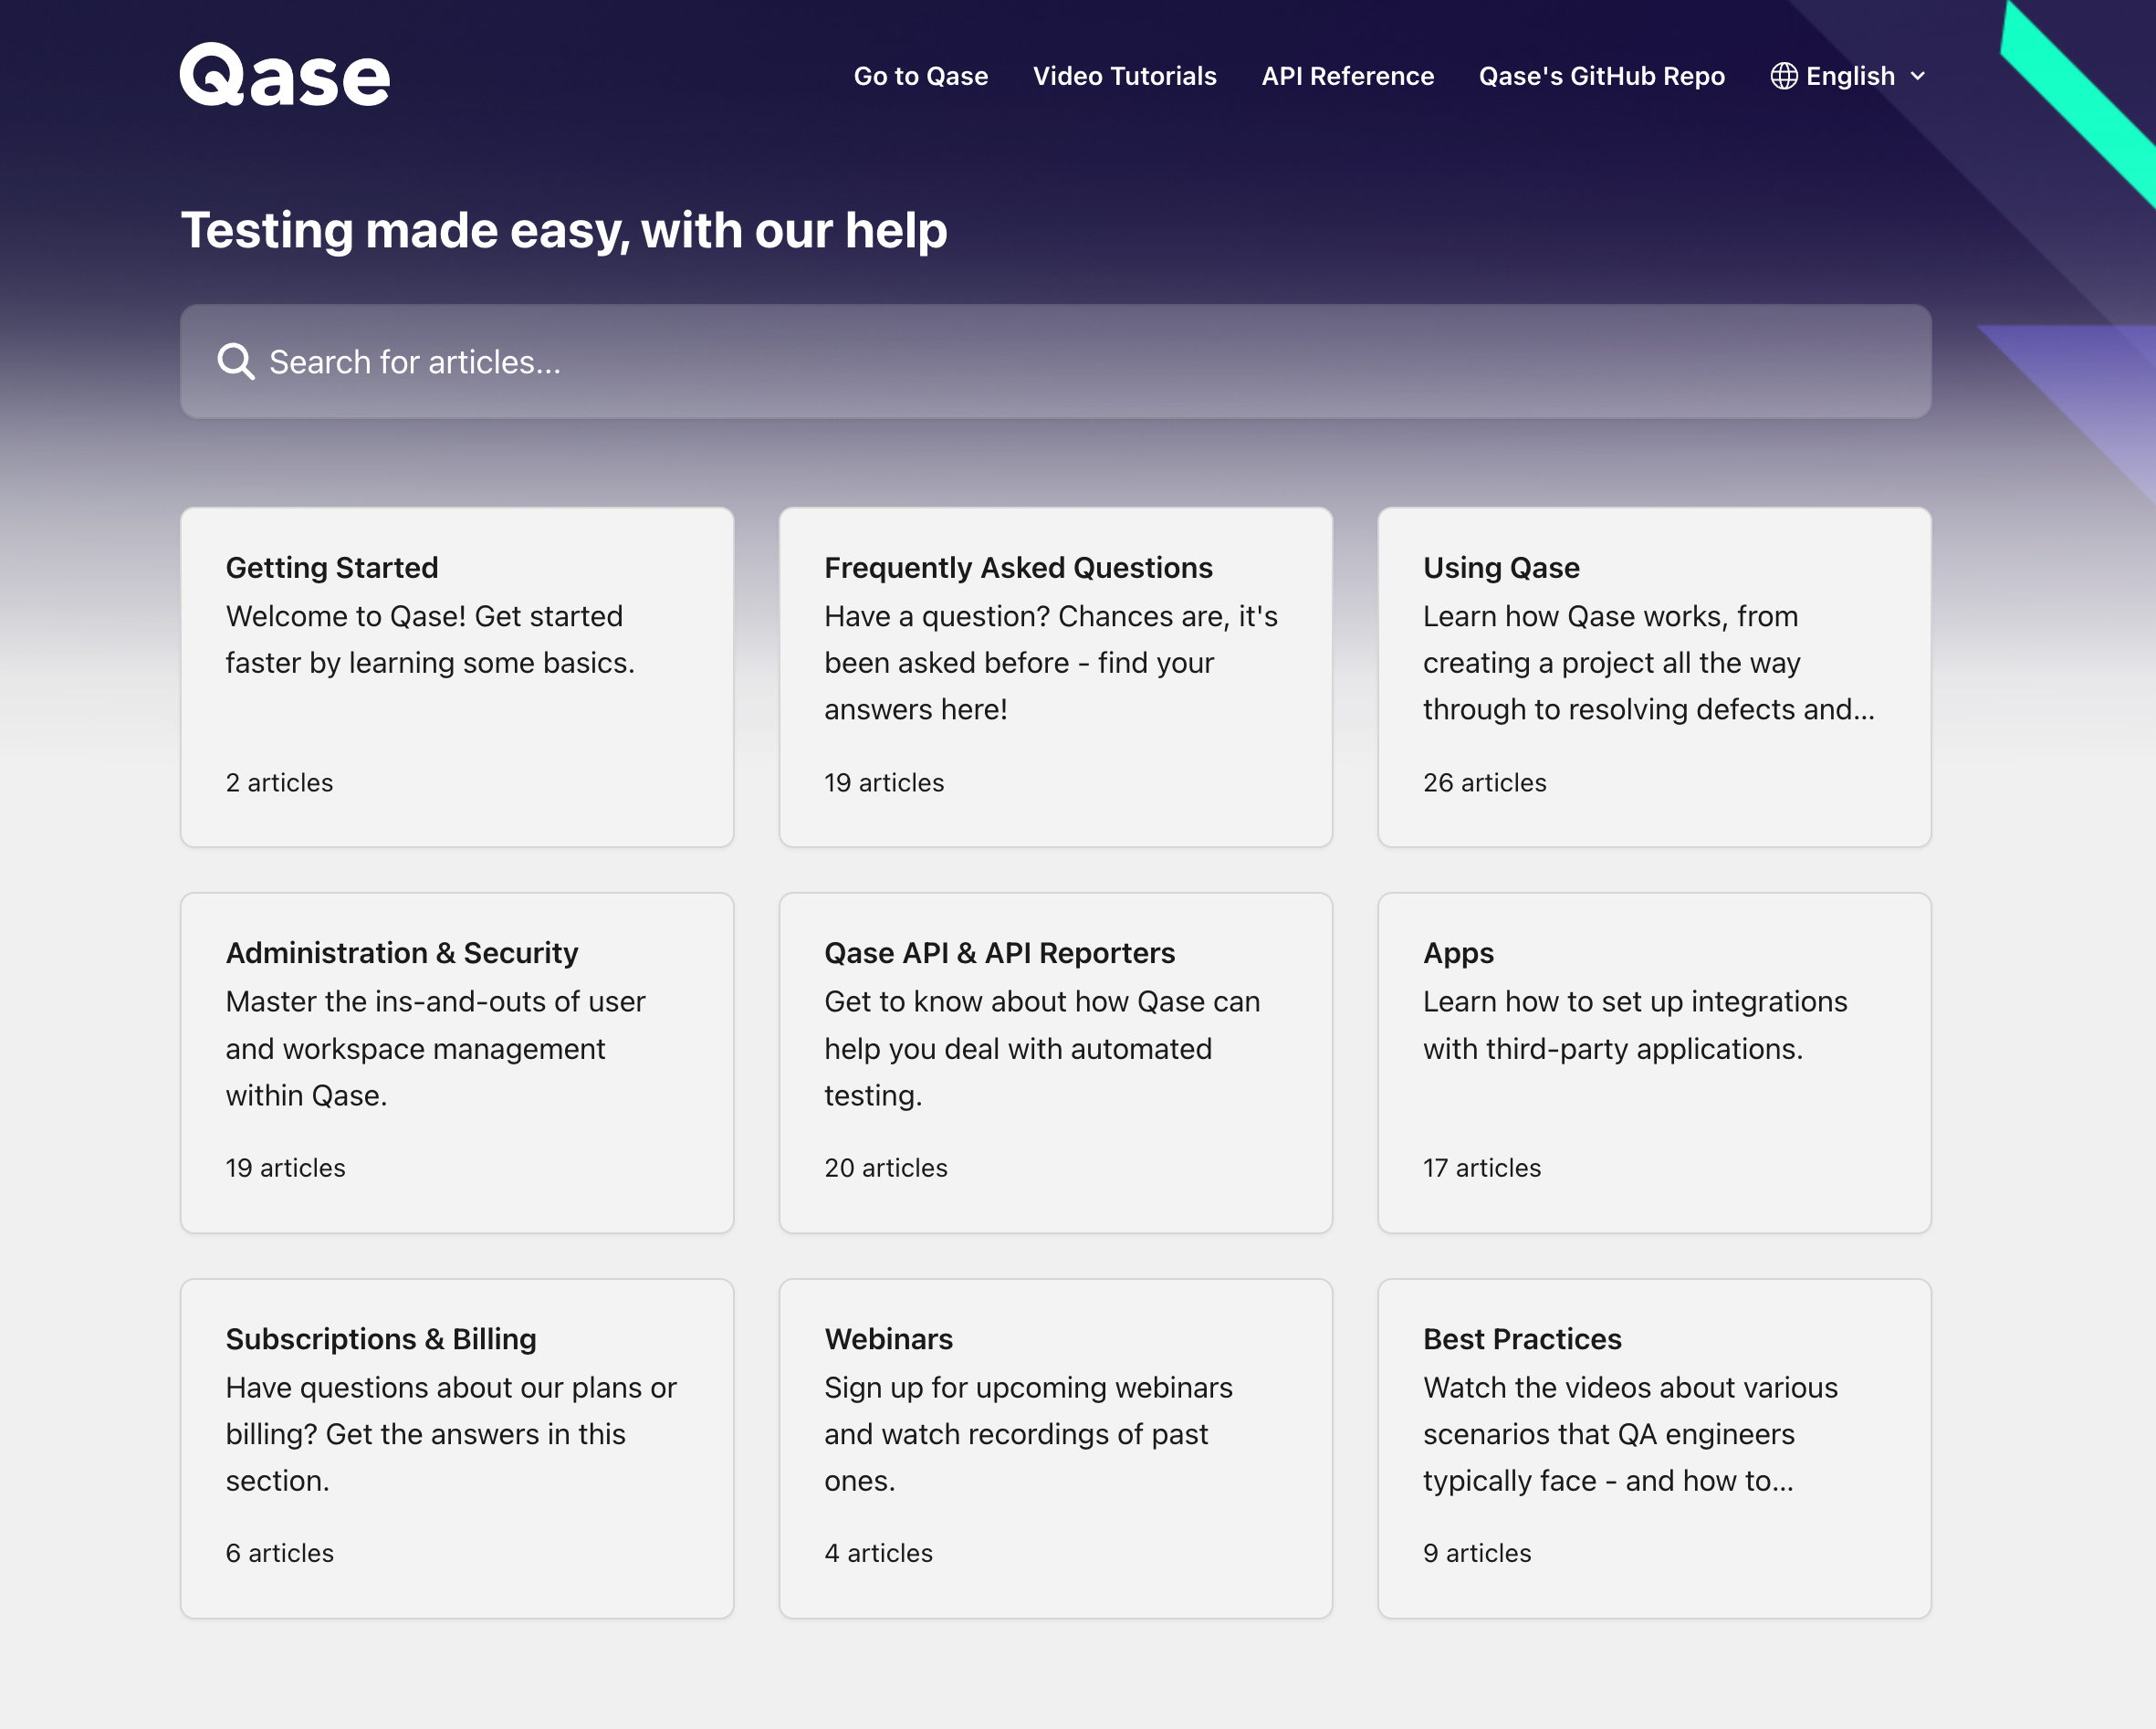 Qase
Go to Qase
Video Tutorials
API Reference
Qase's GitHub Repo
English
Testing made easy, with our help
Search for articles...
Getting Started
Welcome to Qase! Get started
faster by learning some basics.
2 articles
Frequently Asked Questions
Have a question? Chances are, it's
been asked before - find your
answers here!
19 articles
Using Qase
Learn how Qase works, from
creating a project all the way
through to resolving defects and...
26 articles
Administration & Security
Master the ins-and-outs of user
and workspace management
within Qase.
19 articles
Qase API & API Reporters
Get to know about how Qase can
help you deal with automated
testing.
20 articles
Apps
Learn how to set up integrations
with third-party applications.
17 articles
Subscriptions & Billing
Have questions about our plans or
billing? Get the answers in this
section.
6 articles
Webinars
Sign up for upcoming webinars
and watch recordings of past
ones.
4 articles
Best Practices
Watch the videos about various
scenarios that QA engineers
typically face - and how to...
9 articles